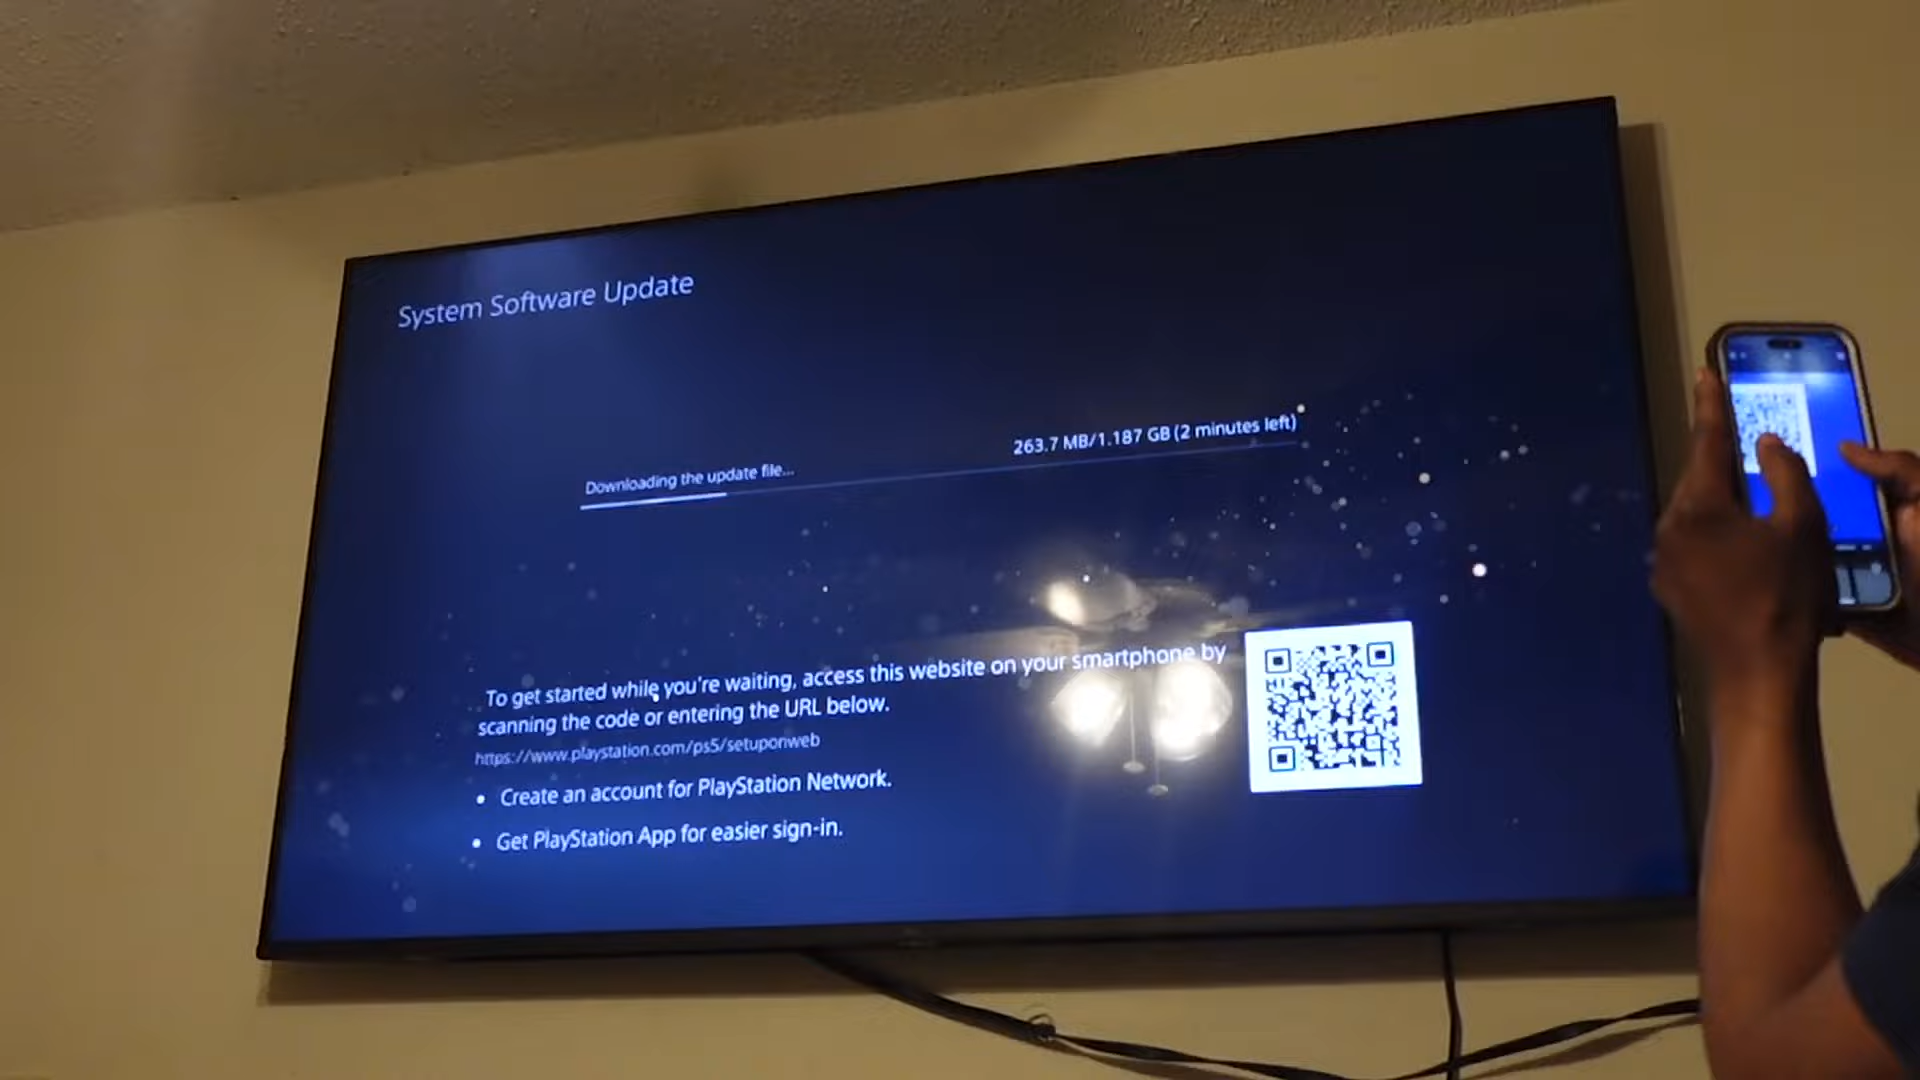 System Software Update
263.7 MB/1.187 GB (2 minutes left)
Downloading the update file...
To get started while you're waiting, access this website on your smartphone by
scanning the code or entering the URL below.
https://www.playstation.com/ps5/setuponweb
• Create an account for PlayStation Network.
• Get PlayStation App for easier sign-in.